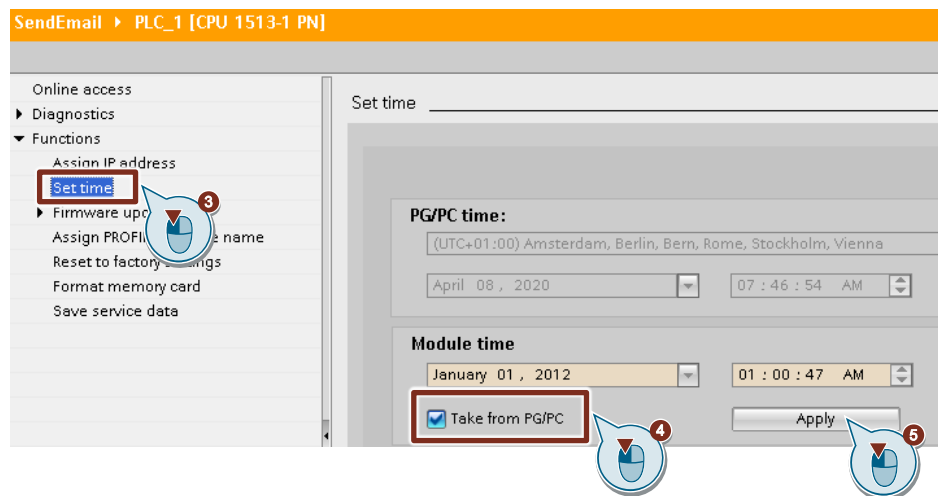 SendEmail ▸ PLC_1 [CPU 1513-1 PN]
Online access
Diagnostics
Functions
Assign IP address
Set time
3
Firmware
Assign PROFI name
Reset to factory
Format memory card
Save service data
Set time
PG/PC time:
(UTC+01:00) Amsterdam, Berlin, Bern, Rome, Stockholm, Vienna
April 08 , 2020
07 : 46 : 54 AM
Module time
January 01 , 2012
01 : 00 : 47 AM
Take from PG/PC
4
Apply
5